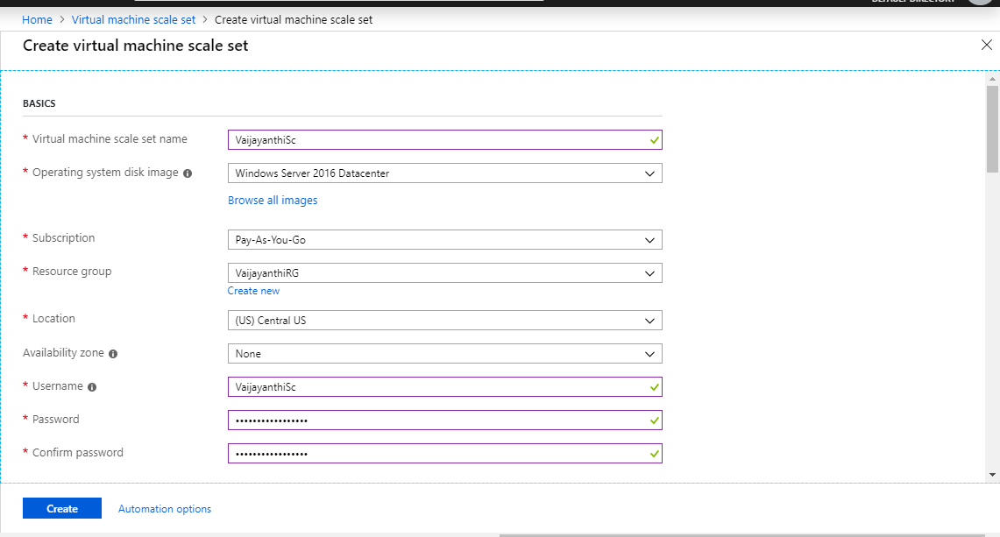 DEFAULT DIRECTORY
Home > Virtual machine scale set > Create virtual machine scale set
Create virtual machine scale set
BASICS
* Virtual machine scale set name VaijayanthiSc
* Operating system disk image Windows Server 2016 Datacenter
Browse all images
* Subscription Pay-As-You-Go
* Resource group VaijayanthiRG
Create new
* Location (US) Central US
Availability zone None
* Username VaijayanthiSc
* Password •••••••••••••••••
* Confirm password •••••••••••••••••
Create Automation options